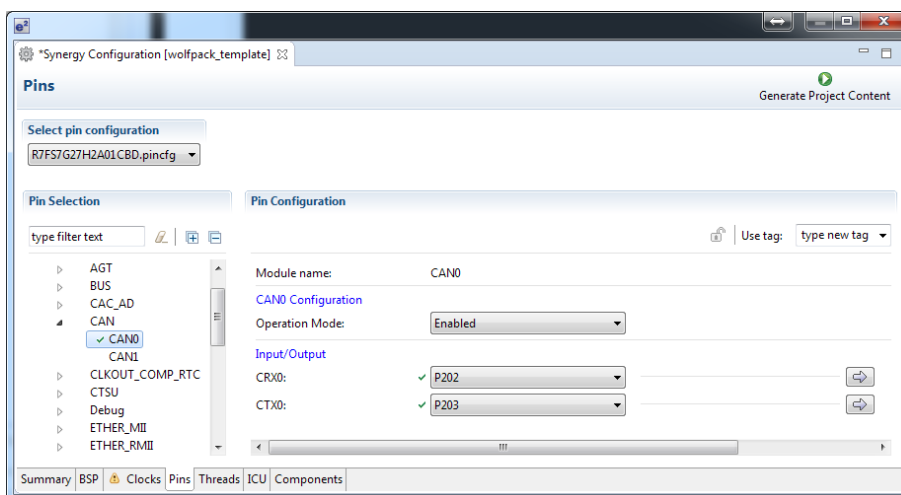 e²
*Synergy Configuration [wolfpack_template]
Pins
Generate Project Content
Select pin configuration
R7FS7G27H2A01CBD.pincfg
Pin Selection
Pin Configuration
type filter text
Use tag: type new tag
AGT
BUS
CAC_AD
CAN
CAN0
CAN1
CLKOUT_COMP_RTC
CTSU
Debug
ETHER_MII
ETHER_RMII
Module name: CAN0
CAN0 Configuration
Operation Mode: Enabled
Input/Output
CRX0: P202
CTX0: P203
Summary BSP Clocks Pins Threads ICU Components